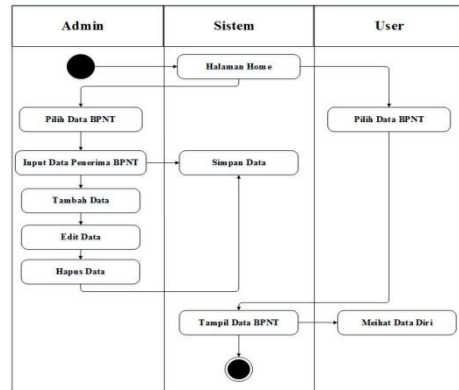 Admin
Sistem
User
Halaman Home
Pilih Data BPNT
Pilih Data BPNT
Input Data Penerima BPNT
Simpan Data
Tambah Data
Edit Data
Hapus Data
Tampil Data BPNT
Meihat Data Diri